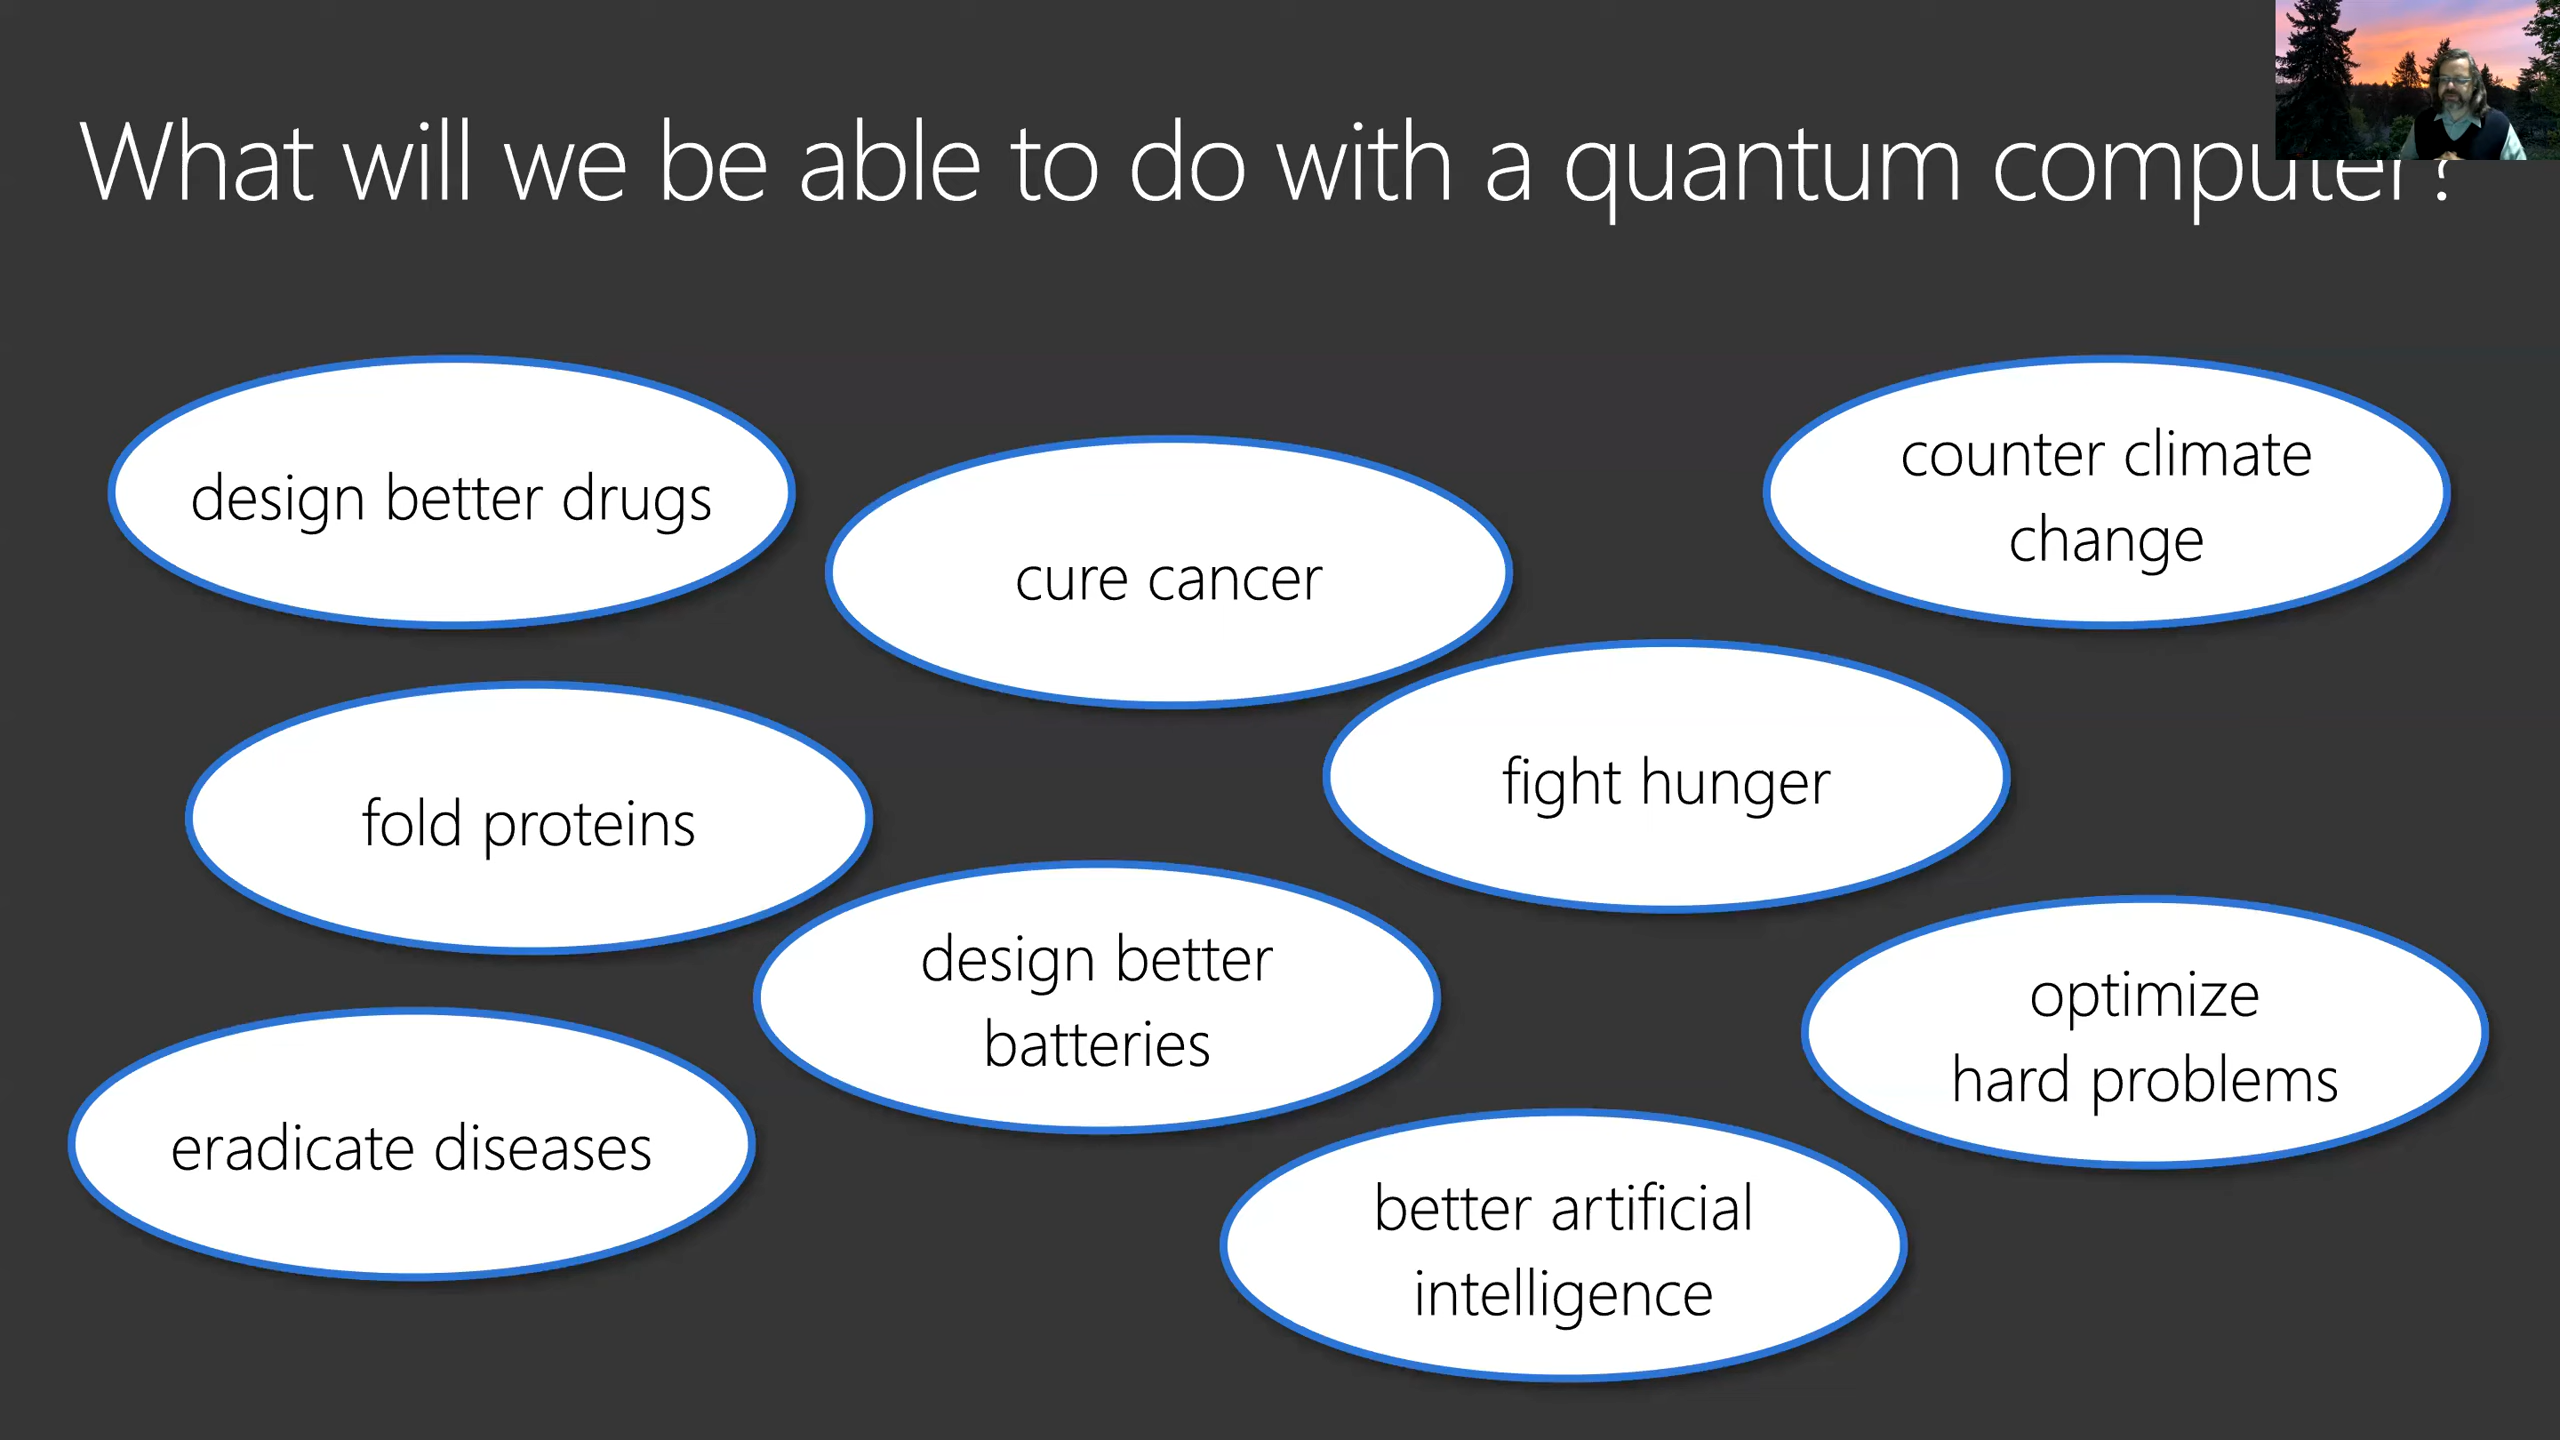 What will we be able to do with a quantum computer?
design better drugs
cure cancer
counter climate
change
fold proteins
fight hunger
design better
batteries
optimize
hard problems
eradicate diseases
better artificial
intelligence